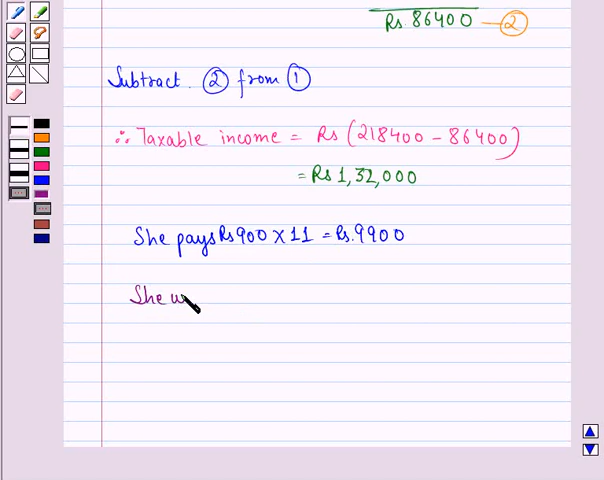 Rs. 86400 — ②
Subtract. ② from ①
∴ Taxable income = Rs (218400 - 86400)
= Rs 1,32,000
She pays Rs 900 × 11 = Rs. 9900
She w